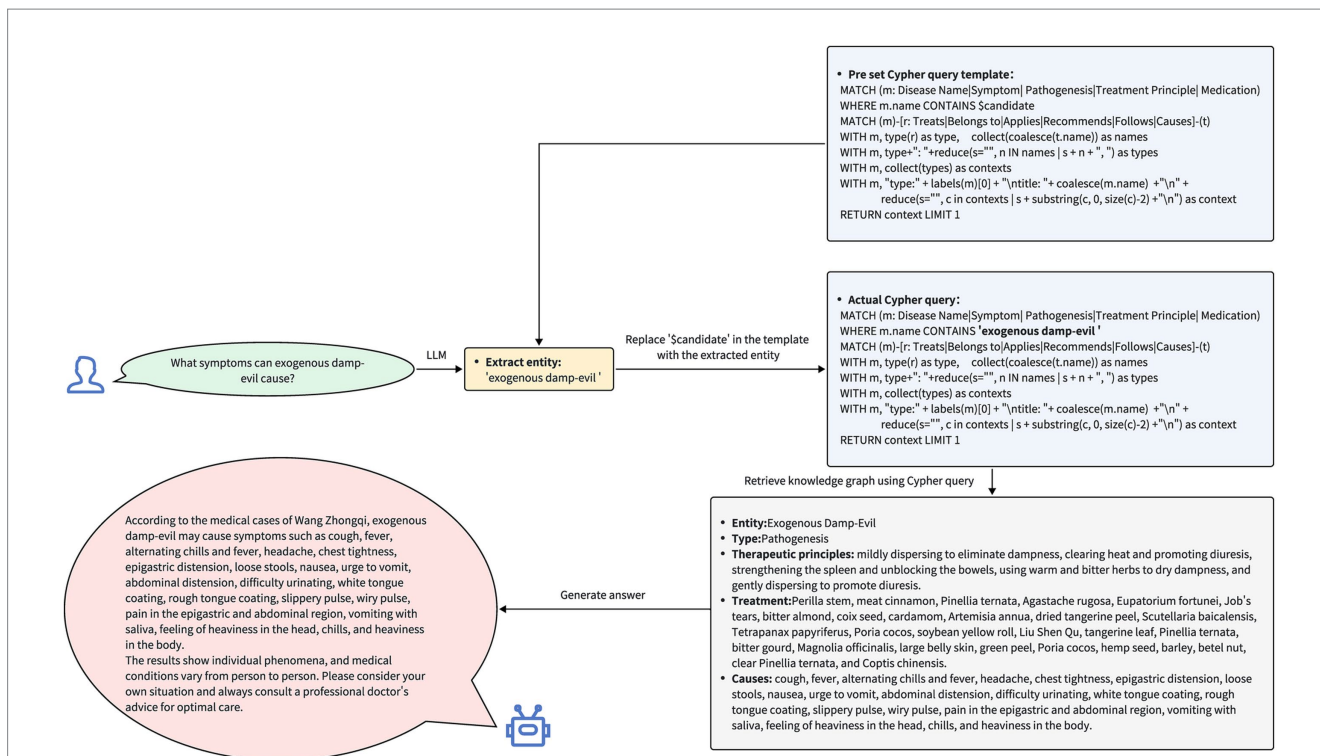 • Pre set Cypher query template:
MATCH (m: Disease Name|Symptom| Pathogenesis|Treatment Principle| Medication)
WHERE m.name CONTAINS $candidate
MATCH (m)-[r: Treats|Belongs to|Applies|Recommends|Follows|Causes]-(t)
WITH m, type(r) as type, collect(coalesce(t.name)) as names
WITH m, type+": "+reduce(s="", n IN names | s + n + ", ") as types
WITH m, collect(types) as contexts
WITH m, "type:" + labels(m)[0] + "\ntitle: "+ coalesce(m.name) +"\n" +
reduce(s="", c in contexts | s + substring(c, 0, size(c)-2) +"\n") as context
RETURN context LIMIT 1
What symptoms can exogenous damp-
evil cause?
LLM
• Extract entity:
'exogenous damp-evil '
Replace '$candidate' in the template
with the extracted entity
• Actual Cypher query:
MATCH (m: Disease Name|Symptom| Pathogenesis|Treatment Principle| Medication)
WHERE m.name CONTAINS 'exogenous damp-evil '
MATCH (m)-[r: Treats|Belongs to|Applies|Recommends|Follows|Causes]-(t)
WITH m, type(r) as type, collect(coalesce(t.name)) as names
WITH m, type+": "+reduce(s="", n IN names | s + n + ", ") as types
WITH m, collect(types) as contexts
WITH m, "type:" + labels(m)[0] + "\ntitle: "+ coalesce(m.name) +"\n" +
reduce(s="", c in contexts | s + substring(c, 0, size(c)-2) +"\n") as context
RETURN context LIMIT 1
Retrieve knowledge graph using Cypher query
• Entity:Exogenous Damp-Evil
• Type:Pathogenesis
• Therapeutic principles: mildly dispersing to eliminate dampness, clearing heat and promoting diuresis,
strengthening the spleen and unblocking the bowels, using warm and bitter herbs to dry dampness, and
gently dispersing to promote diuresis.
• Treatment:Perilla stem, meat cinnamon, Pinellia ternata, Agastache rugosa, Eupatorium fortunei, Job's
tears, bitter almond, coix seed, cardamom, Artemisia annua, dried tangerine peel, Scutellaria baicalensis,
Tetrapanax papyriferus, Poria cocos, soybean yellow roll, Liu Shen Qu, tangerine leaf, Pinellia ternata,
bitter gourd, Magnolia officinalis, large belly skin, green peel, Poria cocos, hemp seed, barley, betel nut,
clear Pinellia ternata, and Coptis chinensis.
• Causes: cough, fever, alternating chills and fever, headache, chest tightness, epigastric distension, loose
stools, nausea, urge to vomit, abdominal distension, difficulty urinating, white tongue coating, rough
tongue coating, slippery pulse, wiry pulse, pain in the epigastric and abdominal region, vomiting with
saliva, feeling of heaviness in the head, chills, and heaviness in the body.
Generate answer
According to the medical cases of Wang Zhongqi, exogenous
damp-evil may cause symptoms such as cough, fever,
alternating chills and fever, headache, chest tightness,
epigastric distension, loose stools, nausea, urge to vomit,
abdominal distension, difficulty urinating, white tongue
coating, rough tongue coating, slippery pulse, wiry pulse,
pain in the epigastric and abdominal region, vomiting with
saliva, feeling of heaviness in the head, chills, and heaviness
in the body.
The results show individual phenomena, and medical
conditions vary from person to person. Please consider your
own situation and always consult a professional doctor's
advice for optimal care.